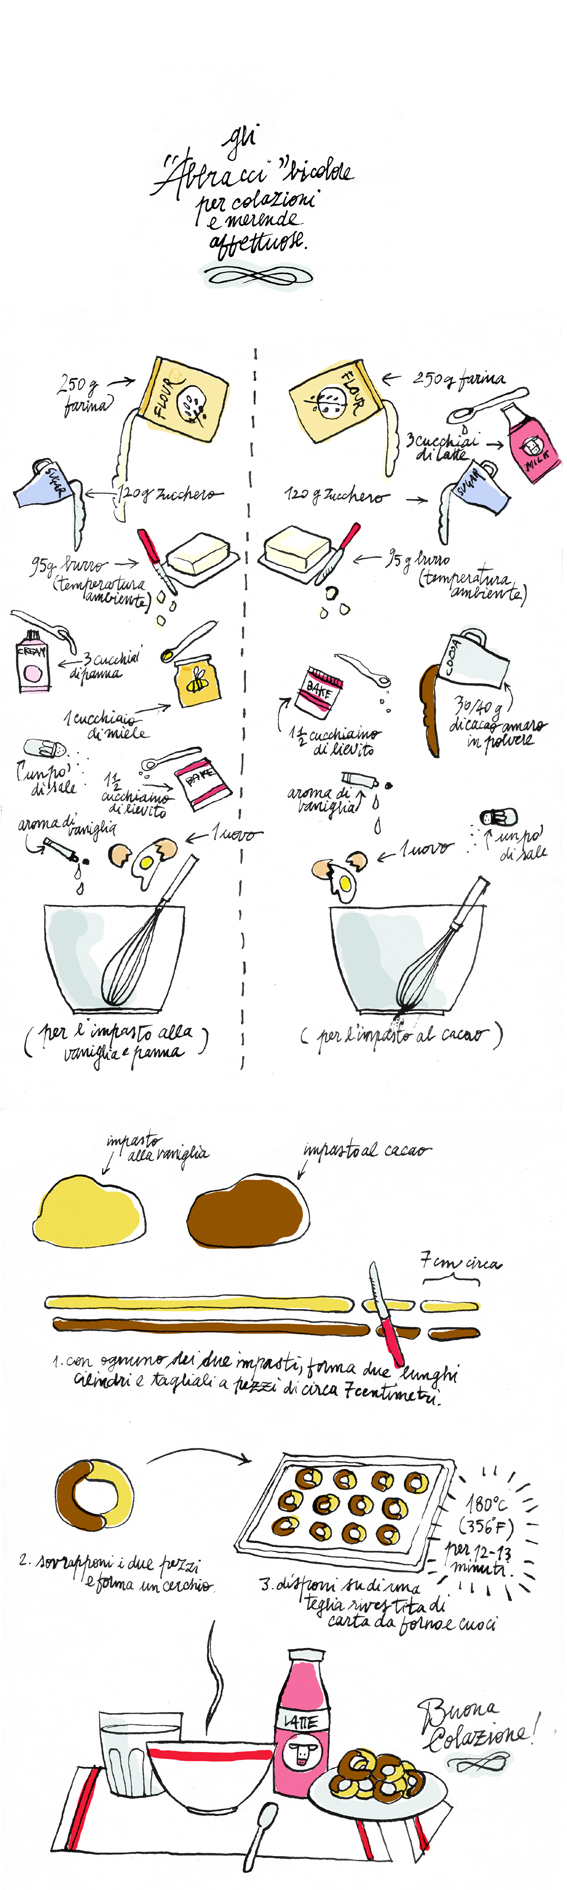 gli
"Abbracci" bicolore
per colazioni
e merende
affettuose.
250 g
farina
FLOUR
SUGAR
120 g zucchero
95 g burro
(temperatura
ambiente)
CREAM
3 cucchiai
di panna
1 cucchiaio
di miele
un po'
di sale
1 1/2
cucchiaino
di lievito
BAKE
aroma di
vaniglia
1 uovo
(per l'impasto alla
vaniglia e panna)
FLOUR
250 g farina
3 cucchiai
di latte
MILK
120 g zucchero
SUGAR
95 g burro
(temperatura
ambiente)
COCOA
BAKE
1 1/2 cucchiaino
di lievito
30/40 g
di cacao amaro
in polvere
aroma di
vaniglia
1 uovo
un po'
di sale
(per l'impasto al cacao)
impasto
alla vaniglia
impasto al cacao
7 cm circa
1. con ognuno dei due impasti, forma due lunghi
cilindri e tagliali a pezzi di circa 7 centimetri.
2. sovrapponi i due pezzi
e forma un cerchio.
180°C
(356°F)
per 12-13
minuti.
3. disponi su di una
teglia rivestita di
carta da forno e cuoci
LATTE
Buona
Colazione!